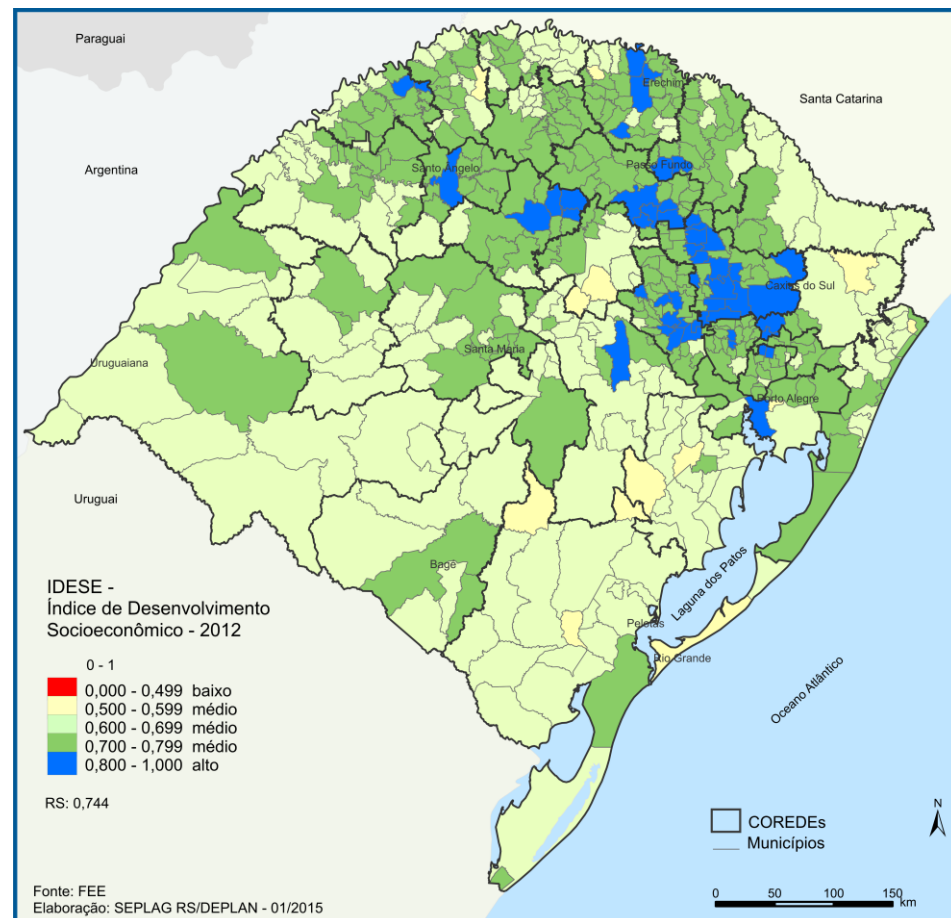 Paraguai
Santa Catarina
Argentina
Erechim
Passo Fundo
Santo Ângelo
Caxias do Sul
Santa Maria
Uruguaiana
Porto Alegre
Uruguai
Bagé
Laguna dos Patos
Pelotas
Rio Grande
Oceano Atlântico
IDESE -
Índice de Desenvolvimento
Socioeconômico - 2012
0 - 1
0,000 - 0,499 baixo
0,500 - 0,599 médio
0,600 - 0,699 médio
0,700 - 0,799 médio
0,800 - 1,000 alto
RS: 0,744
N
COREDEs
Municípios
0 50 100 150
km
Fonte: FEE
Elaboração: SEPLAG RS/DEPLAN - 01/2015